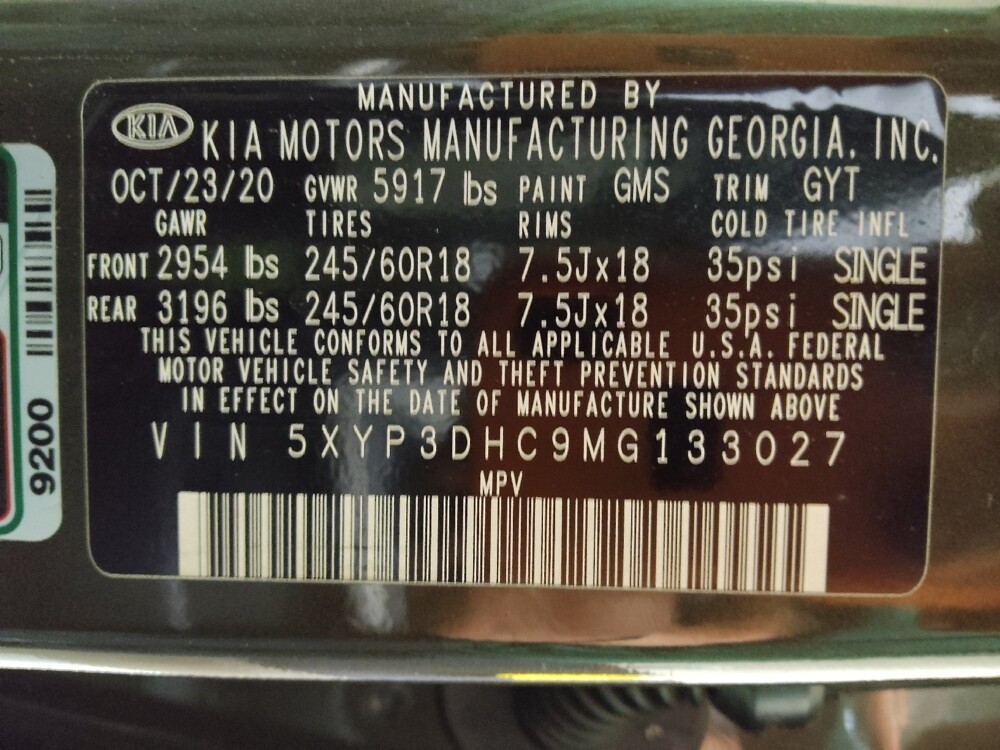 MANUFACTURED BY
KIA KIA MOTORS MANUFACTURING GEORGIA, INC.
OCT/23/20 GVWR 5917 lbs PAINT GMS TRIM GYT
GAWR TIRES RIMS COLD TIRE INFL
FRONT 2954 lbs 245/60R18 7.5Jx18 35psi SINGLE
REAR 3196 lbs 245/60R18 7.5Jx18 35psi SINGLE
THIS VEHICLE CONFORMS TO ALL APPLICABLE U.S.A. FEDERAL
MOTOR VEHICLE SAFETY AND THEFT PREVENTION STANDARDS
IN EFFECT ON THE DATE OF MANUFACTURE SHOWN ABOVE
VIN 5XYP3DHC9MG133027
MPV
9200